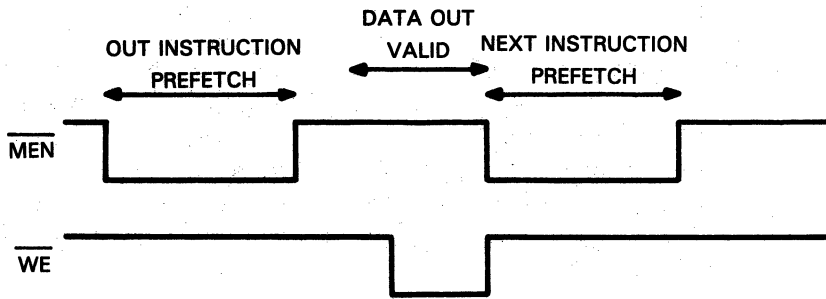 DATA OUT
VALID
OUT INSTRUCTION
PREFETCH
NEXT INSTRUCTION
PREFETCH
MEN
WE